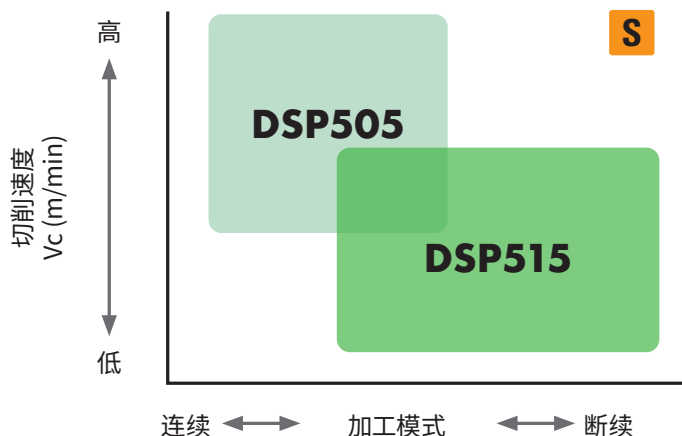 高
S
DSP505
切削速度
Vc (m/min)
DSP515
低
连续
加工模式
断续